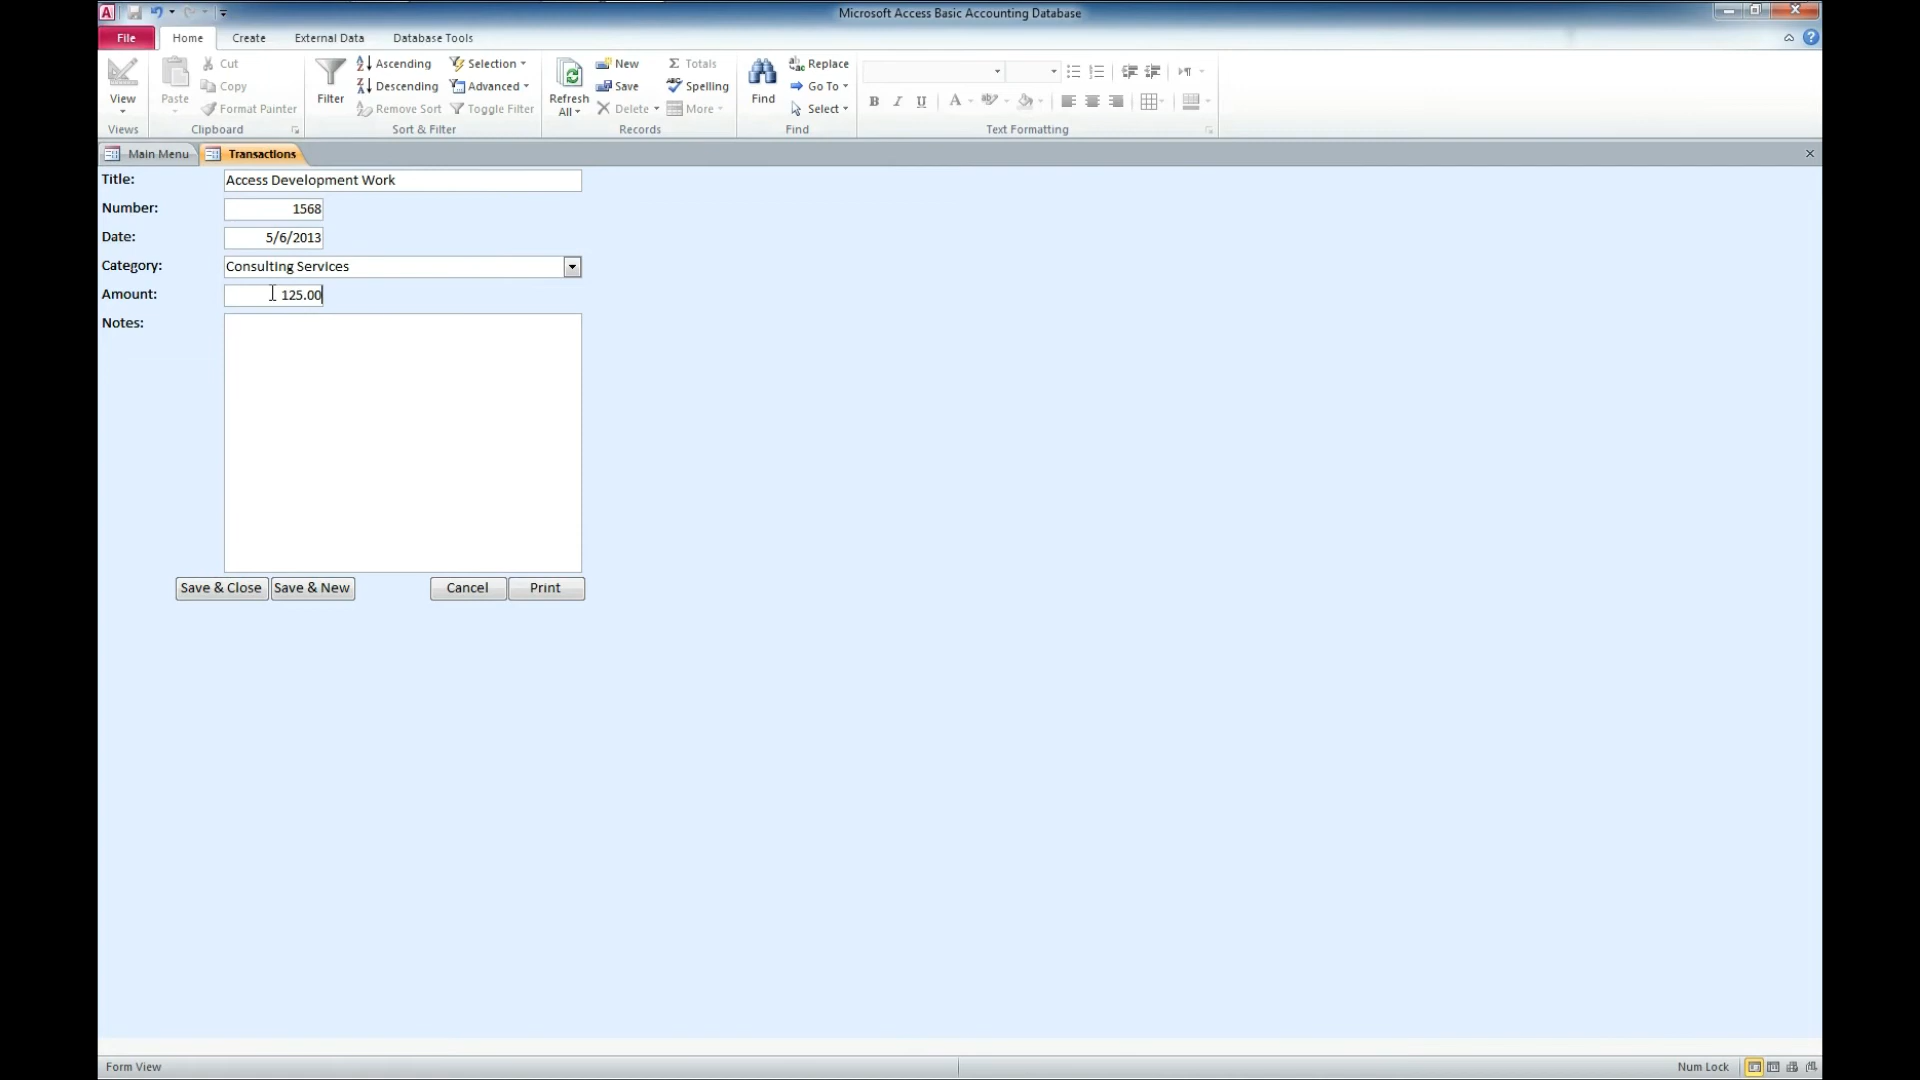 Microsoft Access Basic Accounting Database
File Home Create External Data Database Tools
View
Views
Paste
Cut
Copy
Format Painter
Clipboard
Filter
Ascending
Descending
Remove Sort
Selection
Advanced
Toggle Filter
Sort & Filter
Refresh
All
New
Save
Delete
Totals
Spelling
More
Records
Find
Replace
Go To
Select
Find
B I U A
Text Formatting
Main Menu Transactions
Title: Access Development Work
Number: 1568
Date: 5/6/2013
Category: Consulting Services
Amount: 125.00
Notes:
Save & Close Save & New Cancel Print
Form View Num Lock